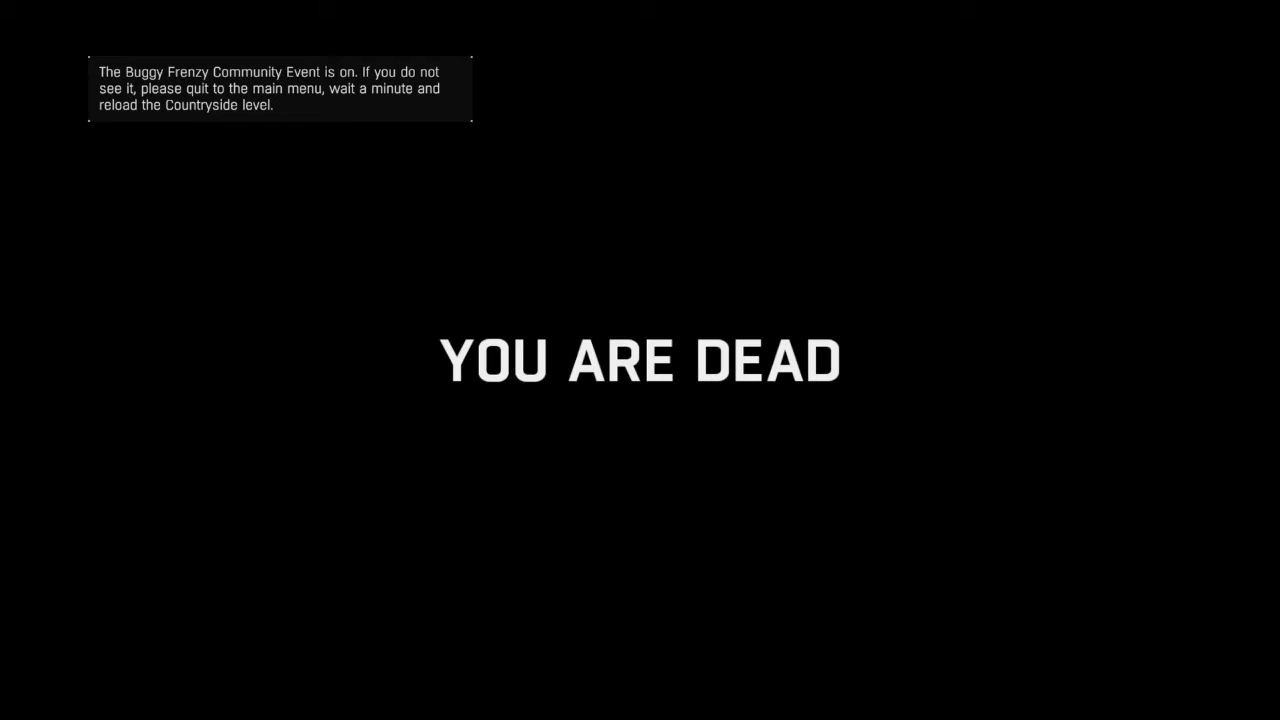 The Buggy Frenzy Community Event is on. If you do not
see it, please quit to the main menu, wait a minute and
reload the Countryside level.
YOU ARE DEAD